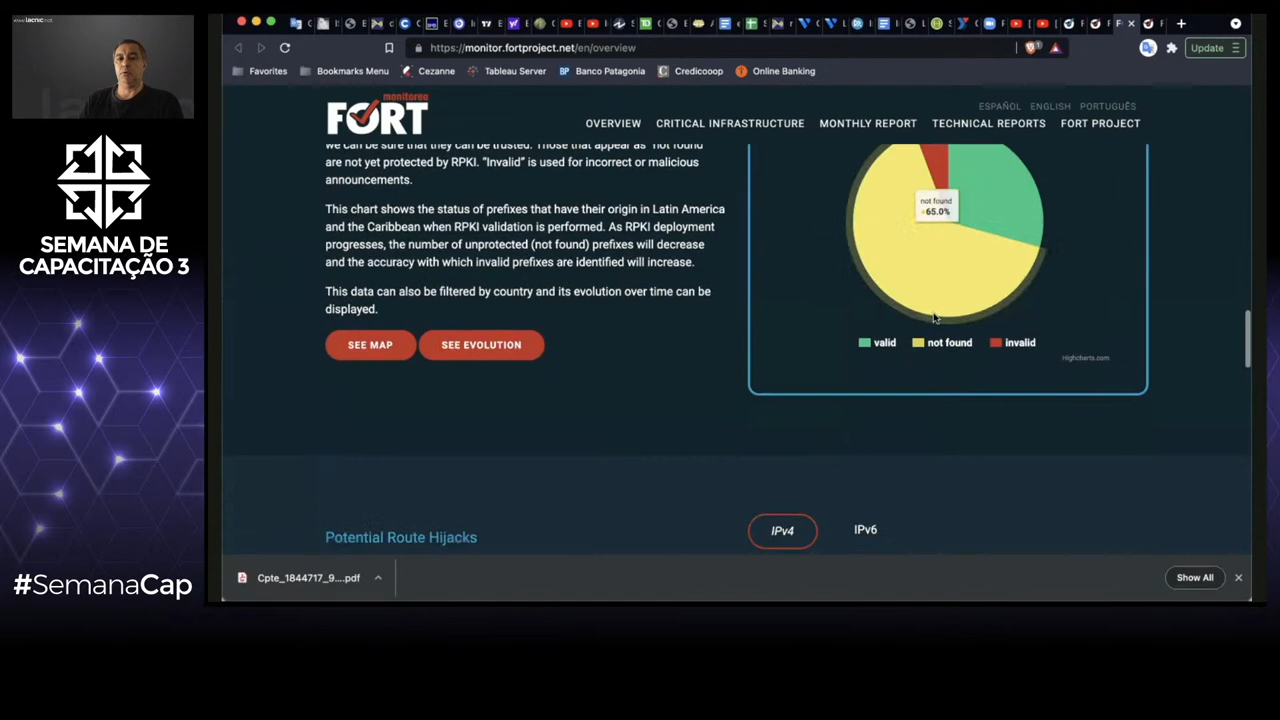 www.lacnic.net
SEMANA DE
CAPACITAÇÃO 3
#SemanaCap
https://monitor.fortproject.net/en/overview
Update
Favorites
Bookmarks Menu
Cezanne
Tableau Server
BP Banco Patagonia
Credicooop
Online Banking
monitoreo
FORT
ESPAÑOL ENGLISH PORTUGUÊS
OVERVIEW CRITICAL INFRASTRUCTURE MONTHLY REPORT TECHNICAL REPORTS FORT PROJECT
we can be sure that they can be trusted. Those that appear as "not found"
are not yet protected by RPKI. "Invalid" is used for incorrect or malicious
announcements.
This chart shows the status of prefixes that have their origin in Latin America
and the Caribbean when RPKI validation is performed. As RPKI deployment
progresses, the number of unprotected (not found) prefixes will decrease
and the accuracy with which invalid prefixes are identified will increase.
This data can also be filtered by country and its evolution over time can be
displayed.
SEE MAP SEE EVOLUTION
not found
65.0%
valid not found invalid
Highcharts.com
Potential Route Hijacks
IPv4 IPv6
Cpte_1844717_9....pdf
Show All